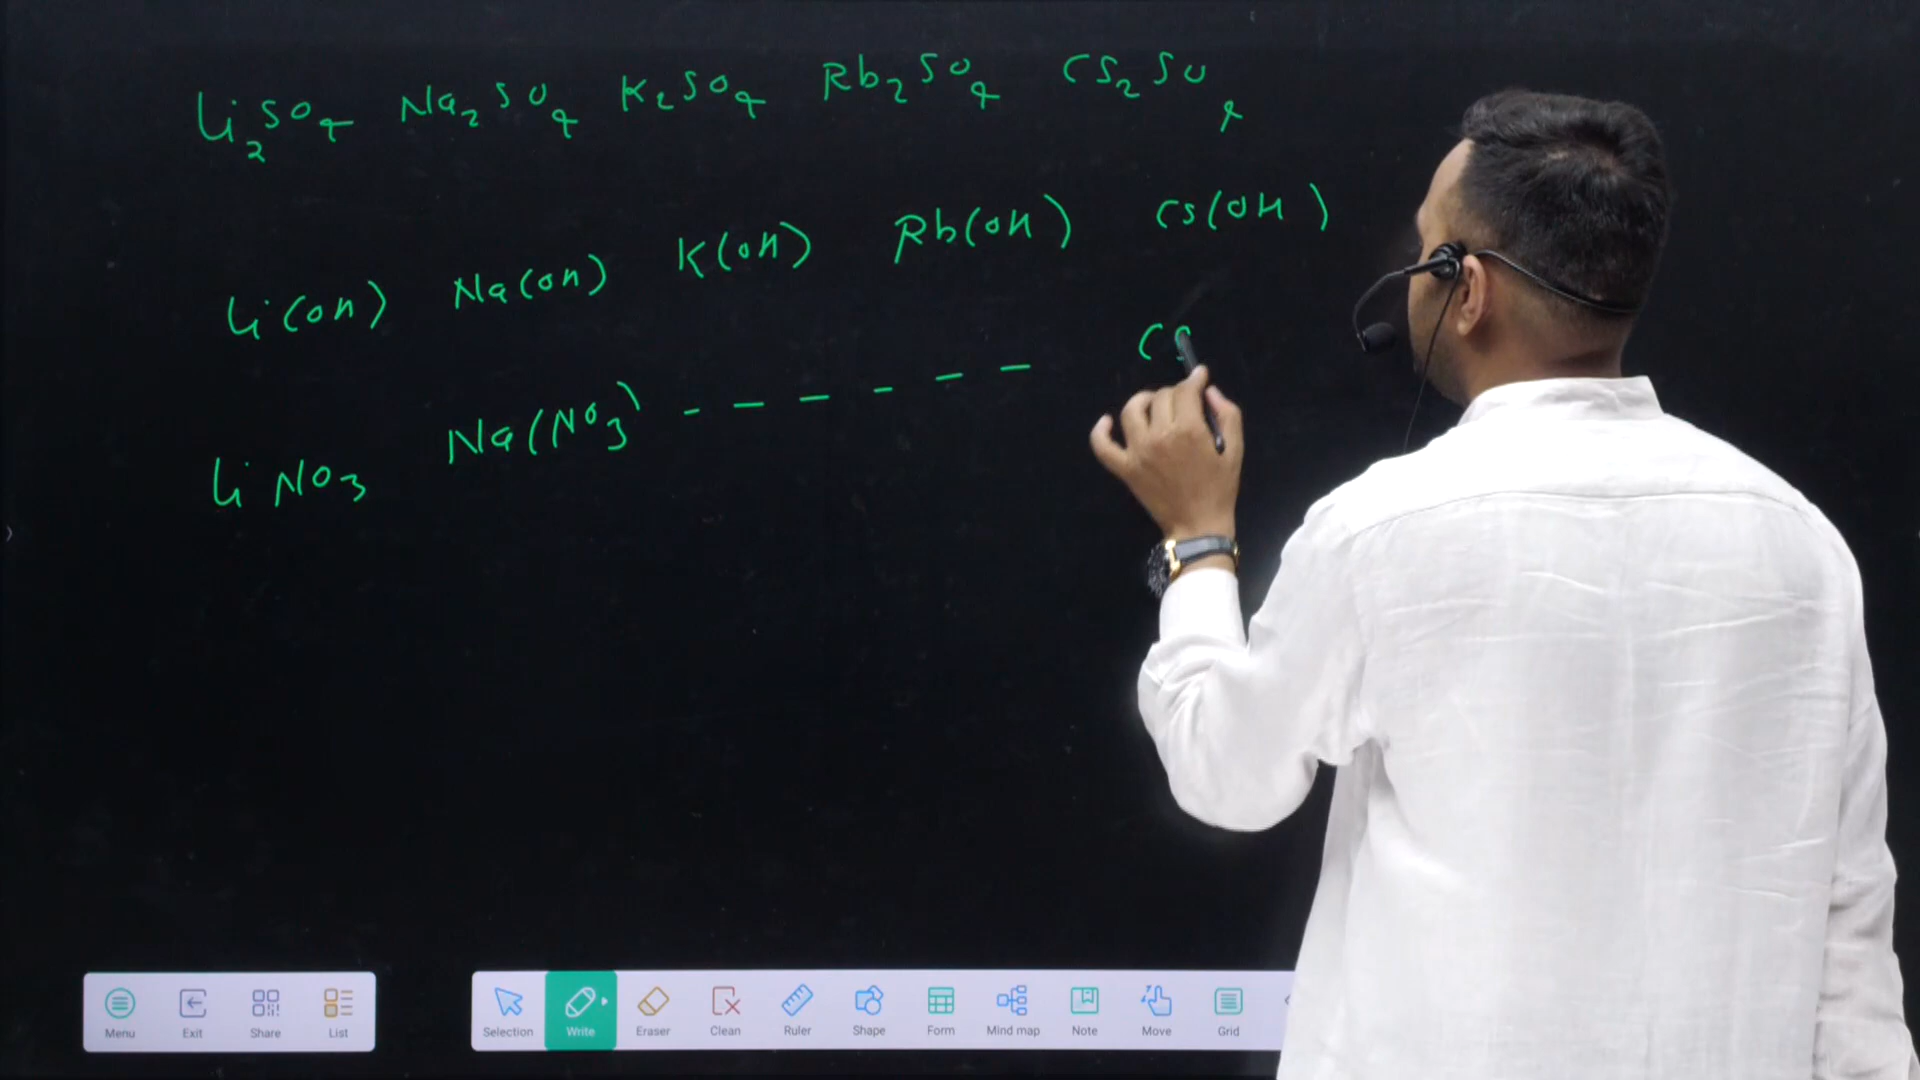 Li₂SO₄ Na₂SO₄ K₂SO₄ Rb₂SO₄ Cs₂SO₄
Li(OH) Na(OH) K(OH) Rb(OH) Cs(OH)
LiNO₃ Na(NO₃) - - - - - - Cs
Menu Exit Share List Selection Write Eraser Clean Ruler Shape Form Mind map Note Move Grid